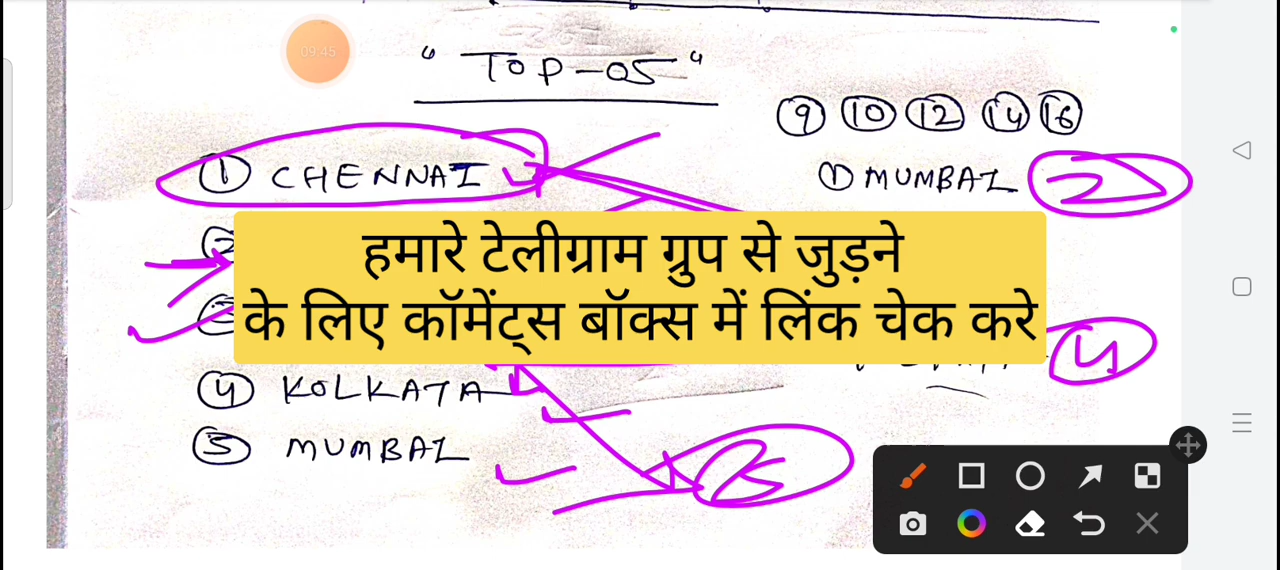 09:45
" TOP-05 "
9 10 12 14 16
① CHENNAI
① MUMBAI 2
②
हमारे टेलीग्राम ग्रुप से जुड़ने
के लिए कॉमेंट्स बॉक्स में लिंक चेक करे
4
④ KOLKATA
⑤ MUMBAI